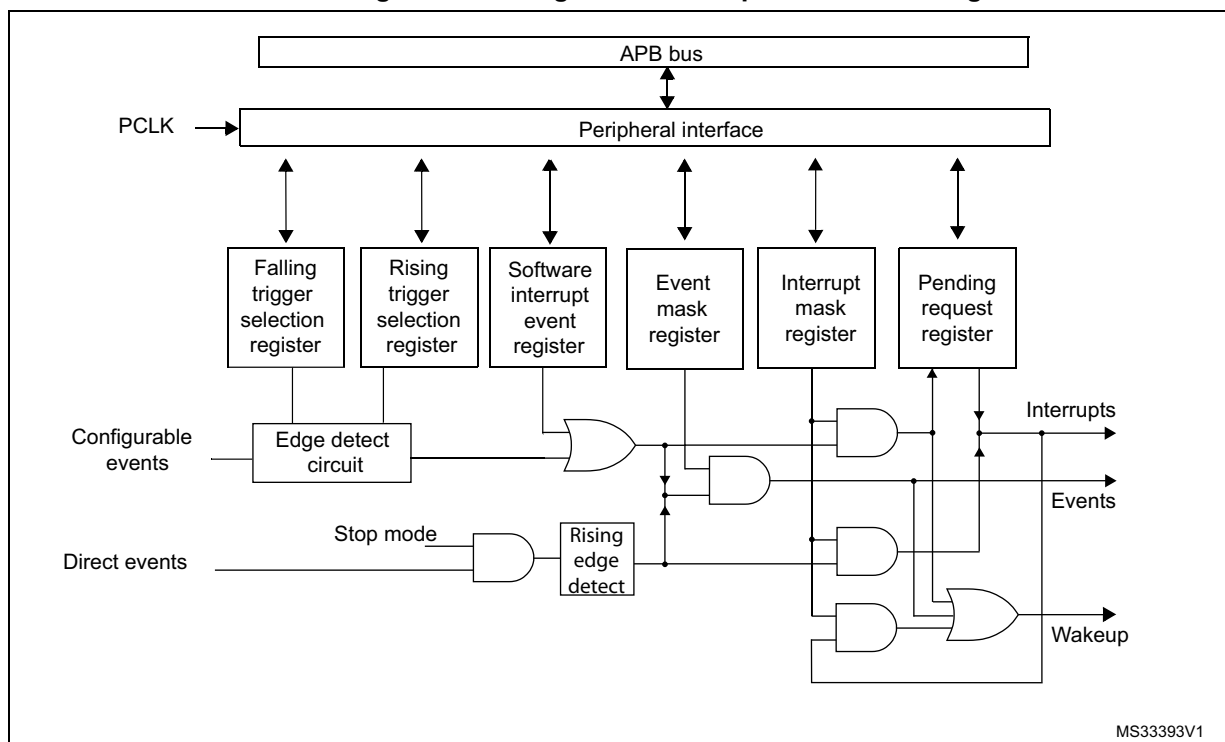 APB bus
PCLK
Peripheral interface
Falling
trigger
selection
register
Rising
trigger
selection
register
Software
interrupt
event
register
Event
mask
register
Interrupt
mask
register
Pending
request
register
Interrupts
Configurable
events
Edge detect
circuit
Events
Stop mode
Rising
edge
detect
Direct events
Wakeup
MS33393V1